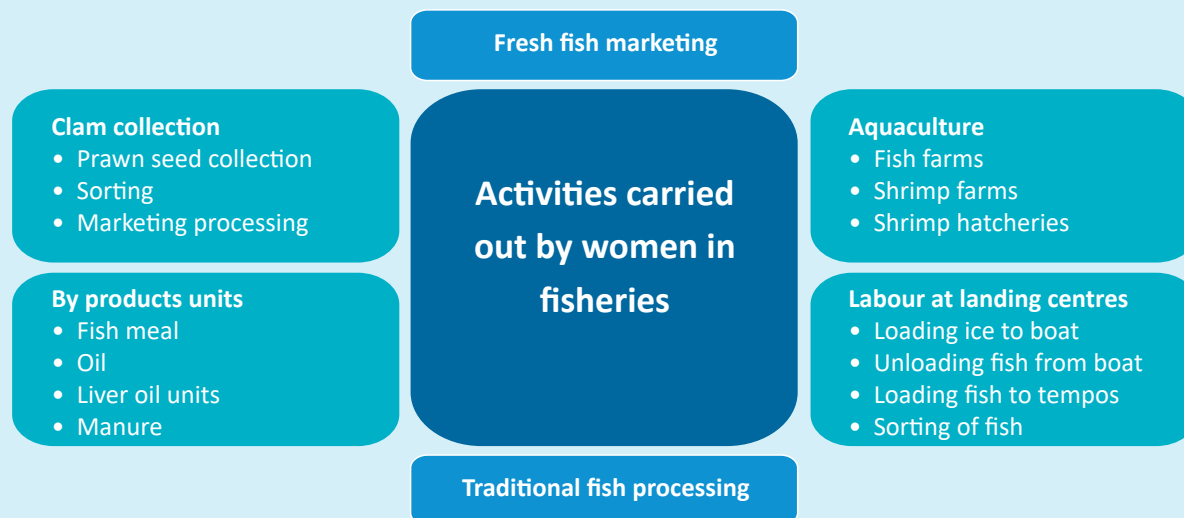 Fresh fish marketing
Clam collection
• Prawn seed collection
• Sorting
• Marketing processing
By products units
• Fish meal
• Oil
• Liver oil units
• Manure
Activities carried
out by women in
fisheries
Aquaculture
• Fish farms
• Shrimp farms
• Shrimp hatcheries
Labour at landing centres
• Loading ice to boat
• Unloading fish from boat
• Loading fish to tempos
• Sorting of fish
Traditional fish processing